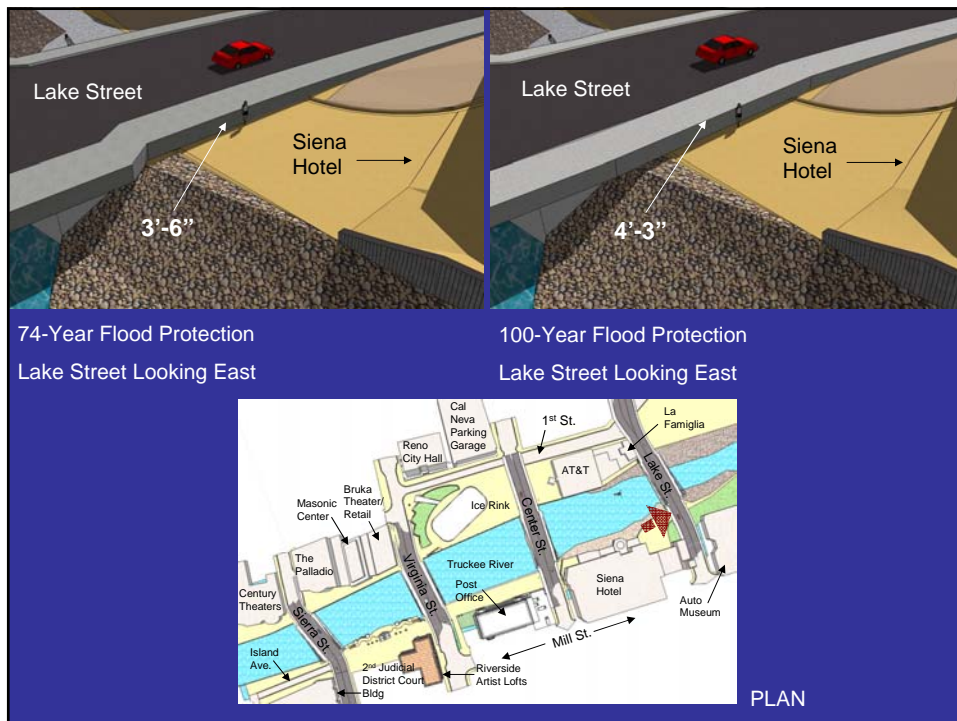 Lake Street
Siena
Hotel
3’-6”
Lake Street
Siena
Hotel
4’-3”
74-Year Flood Protection
Lake Street Looking East
100-Year Flood Protection
Lake Street Looking East
Cal
Neva
Parking
Garage
1st St.
La
Famiglia
Reno
City Hall
AT&T
Lake St.
Bruka
Theater/
Retail
Masonic
Center
Ice Rink
Center St.
The
Palladio
Virginia St.
Truckee River
Post
Office
Siena
Hotel
Century
Theaters
Sierra St.
Auto
Museum
Mill St.
Island
Ave.
2nd Judicial
District Court
Bldg
Riverside
Artist Lofts
PLAN